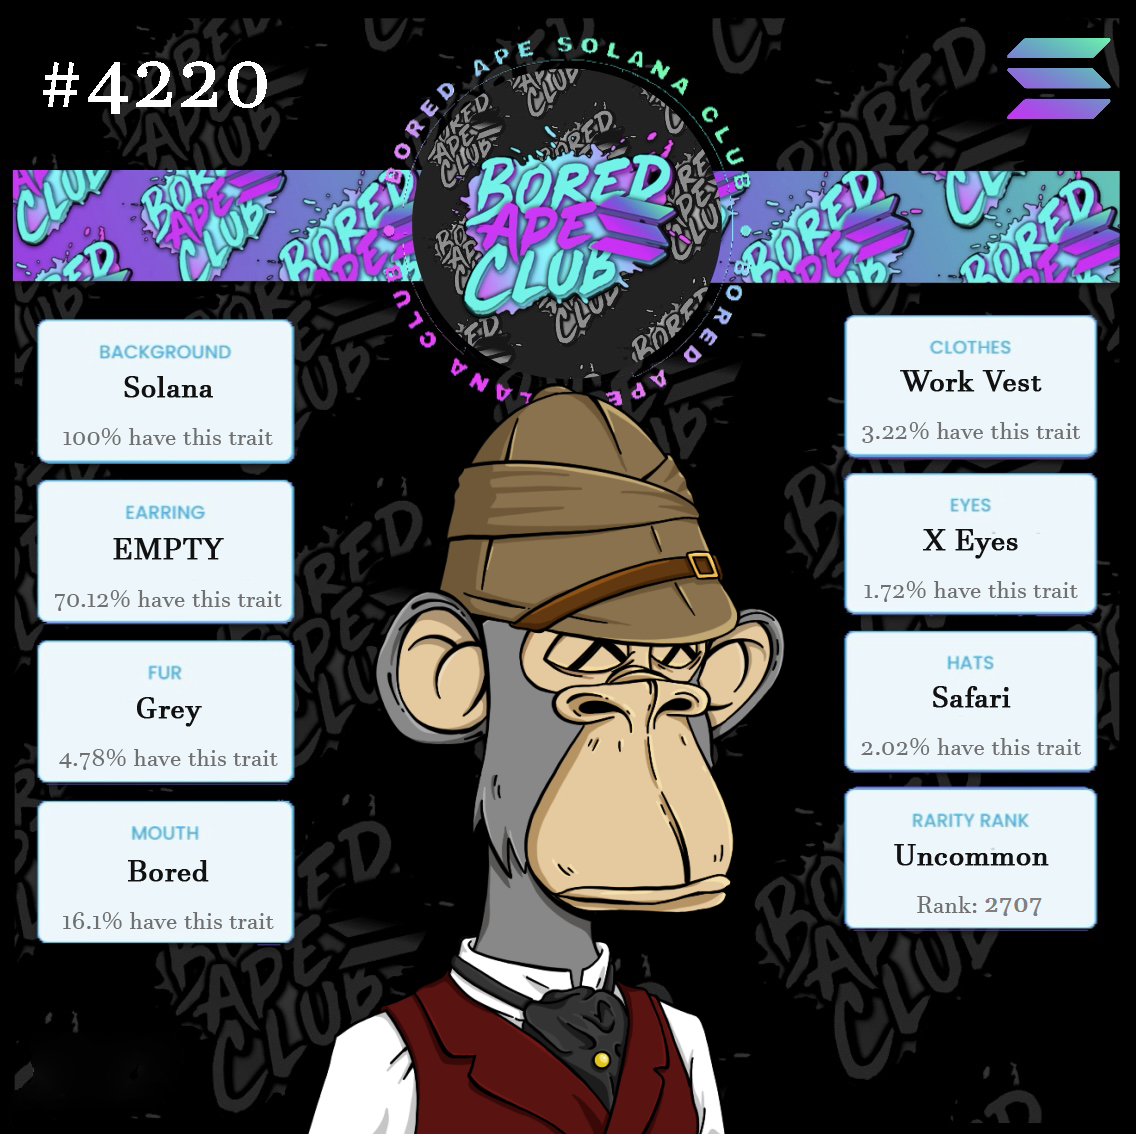 #4220
BORED APE SOLANA CLUB
BORED
APE
CLUB
BACKGROUND
Solana
100% have this trait
EARRING
EMPTY
70.12% have this trait
FUR
Grey
4.78% have this trait
MOUTH
Bored
16.1% have this trait
CLOTHES
Work Vest
3.22% have this trait
EYES
X Eyes
1.72% have this trait
HATS
Safari
2.02% have this trait
RARITY RANK
Uncommon
Rank: 2707